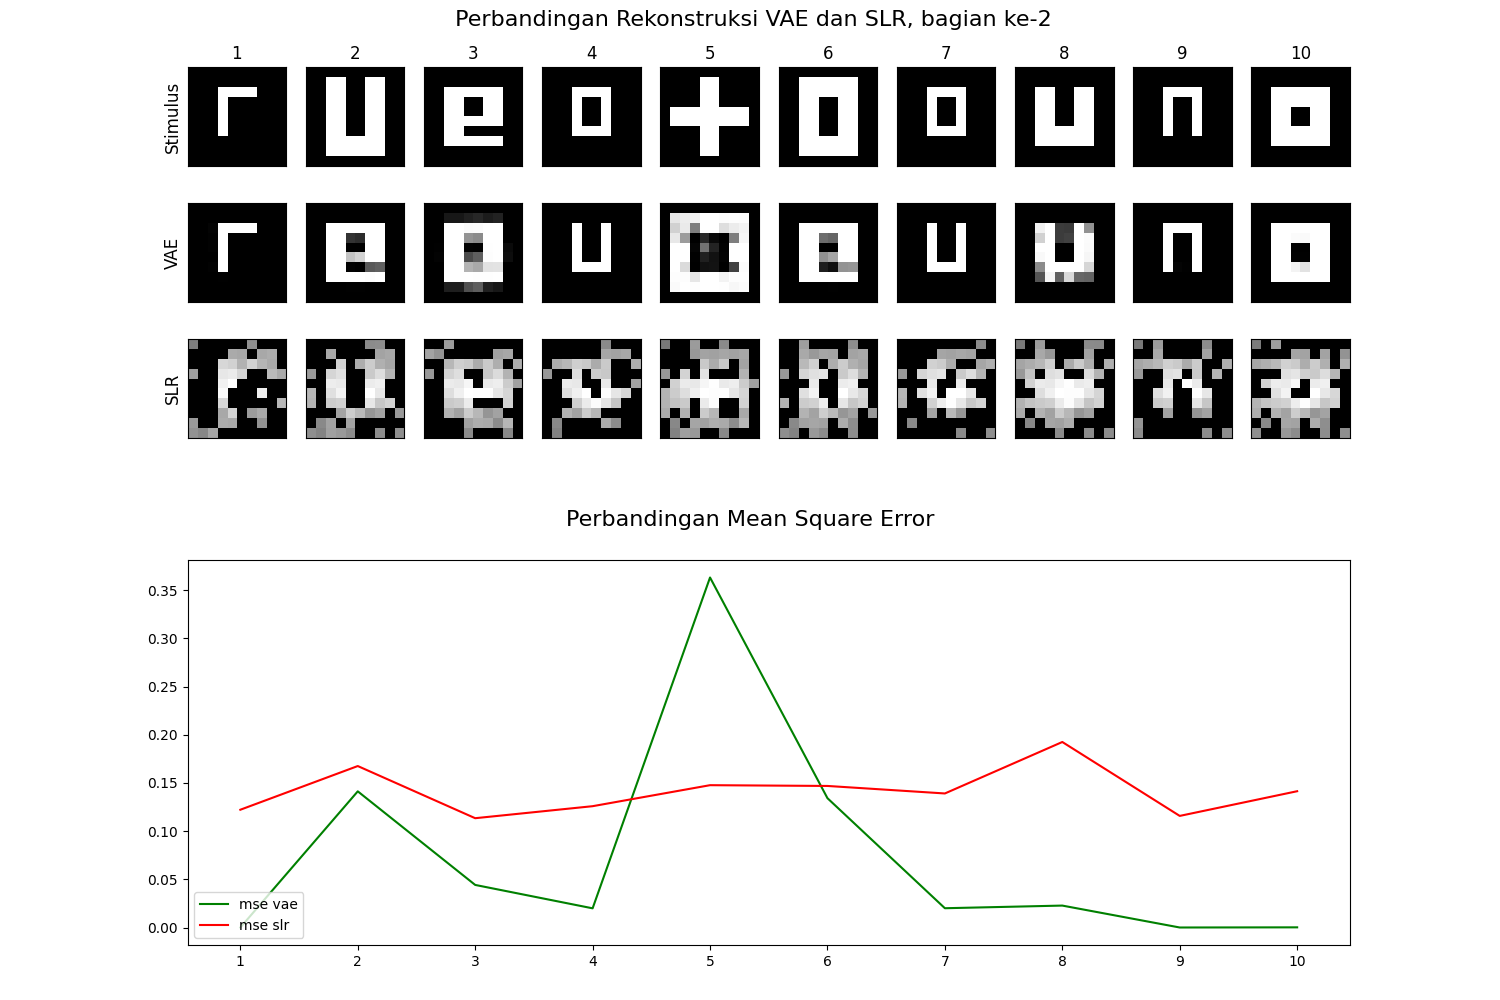 Perbandingan Rekonstruksi VAE dan SLR, bagian ke-2
1 2 3 4 5 6 7 8 9 10
Stimulus
VAE
SLR
Perbandingan Mean Square Error
0.35
0.30
0.25
0.20
0.15
0.10
0.05
0.00
mse vae
mse slr
1 2 3 4 5 6 7 8 9 10